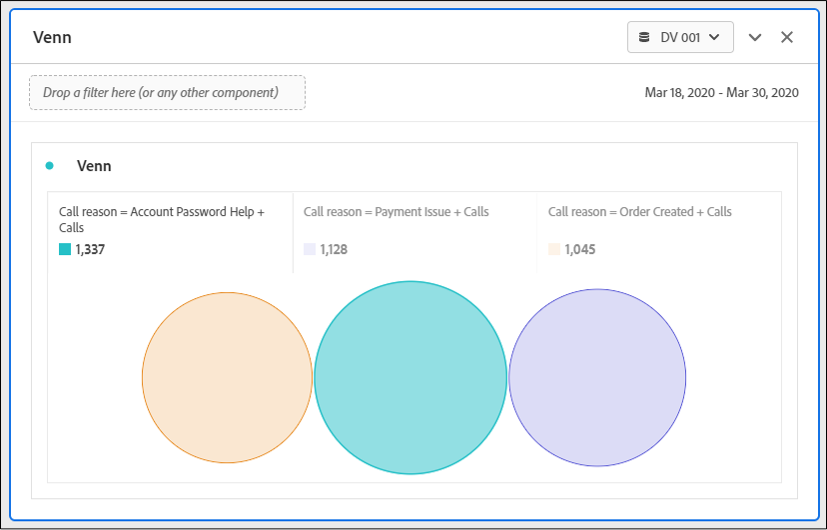 Venn
DV 001
Drop a filter here (or any other component)
Mar 18, 2020 - Mar 30, 2020
Venn
Call reason = Account Password Help +
Calls
1,337
Call reason = Payment Issue + Calls
1,128
Call reason = Order Created + Calls
1,045